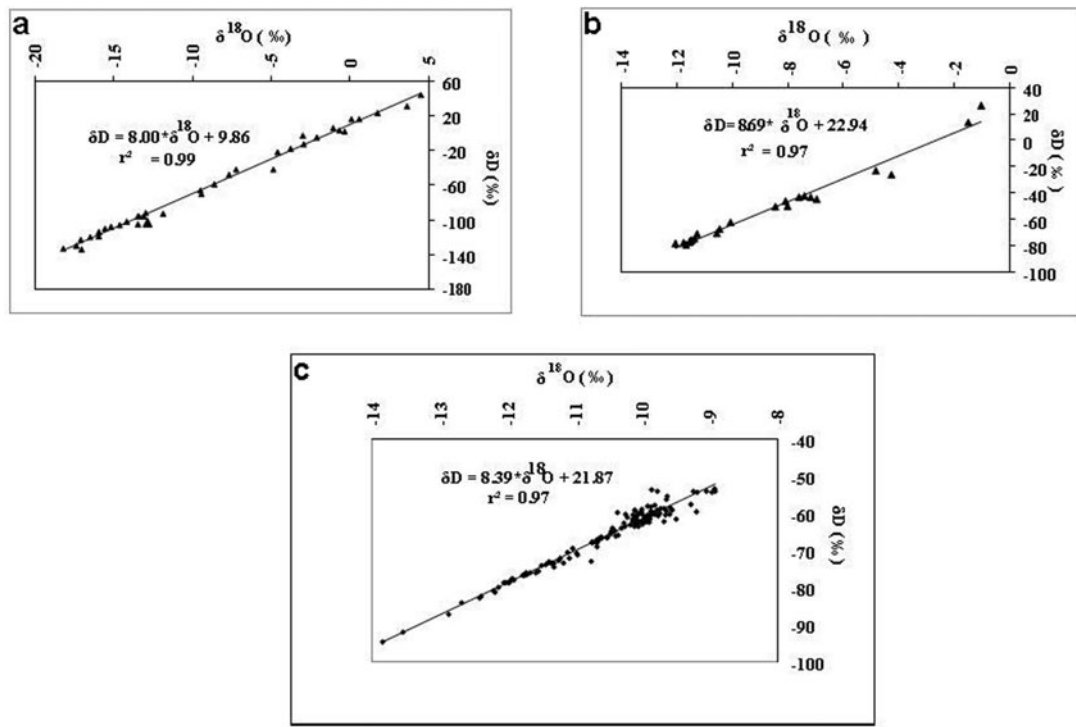 a
δ18O ( ‰)
-20 -15 -10 -5 0 5
60
20
-20
-60
-100
-140
-180
δD (‰)
δD = 8.00*δ18O + 9.86
r2 = 0.99
b
δ18O ( ‰ )
-14 -12 -10 -8 -6 -4 -2 0
40
20
0
-20
-40
-60
-80
-100
δD (‰)
δD=8.69* δ18O + 22.94
r2 = 0.97
c
δ18O (‰)
-14 -13 -12 -11 -10 -9 -8
-40
-50
-60
-70
-80
-90
-100
δD (‰)
δD = 8.39*δ18O + 21.87
r2 = 0.97